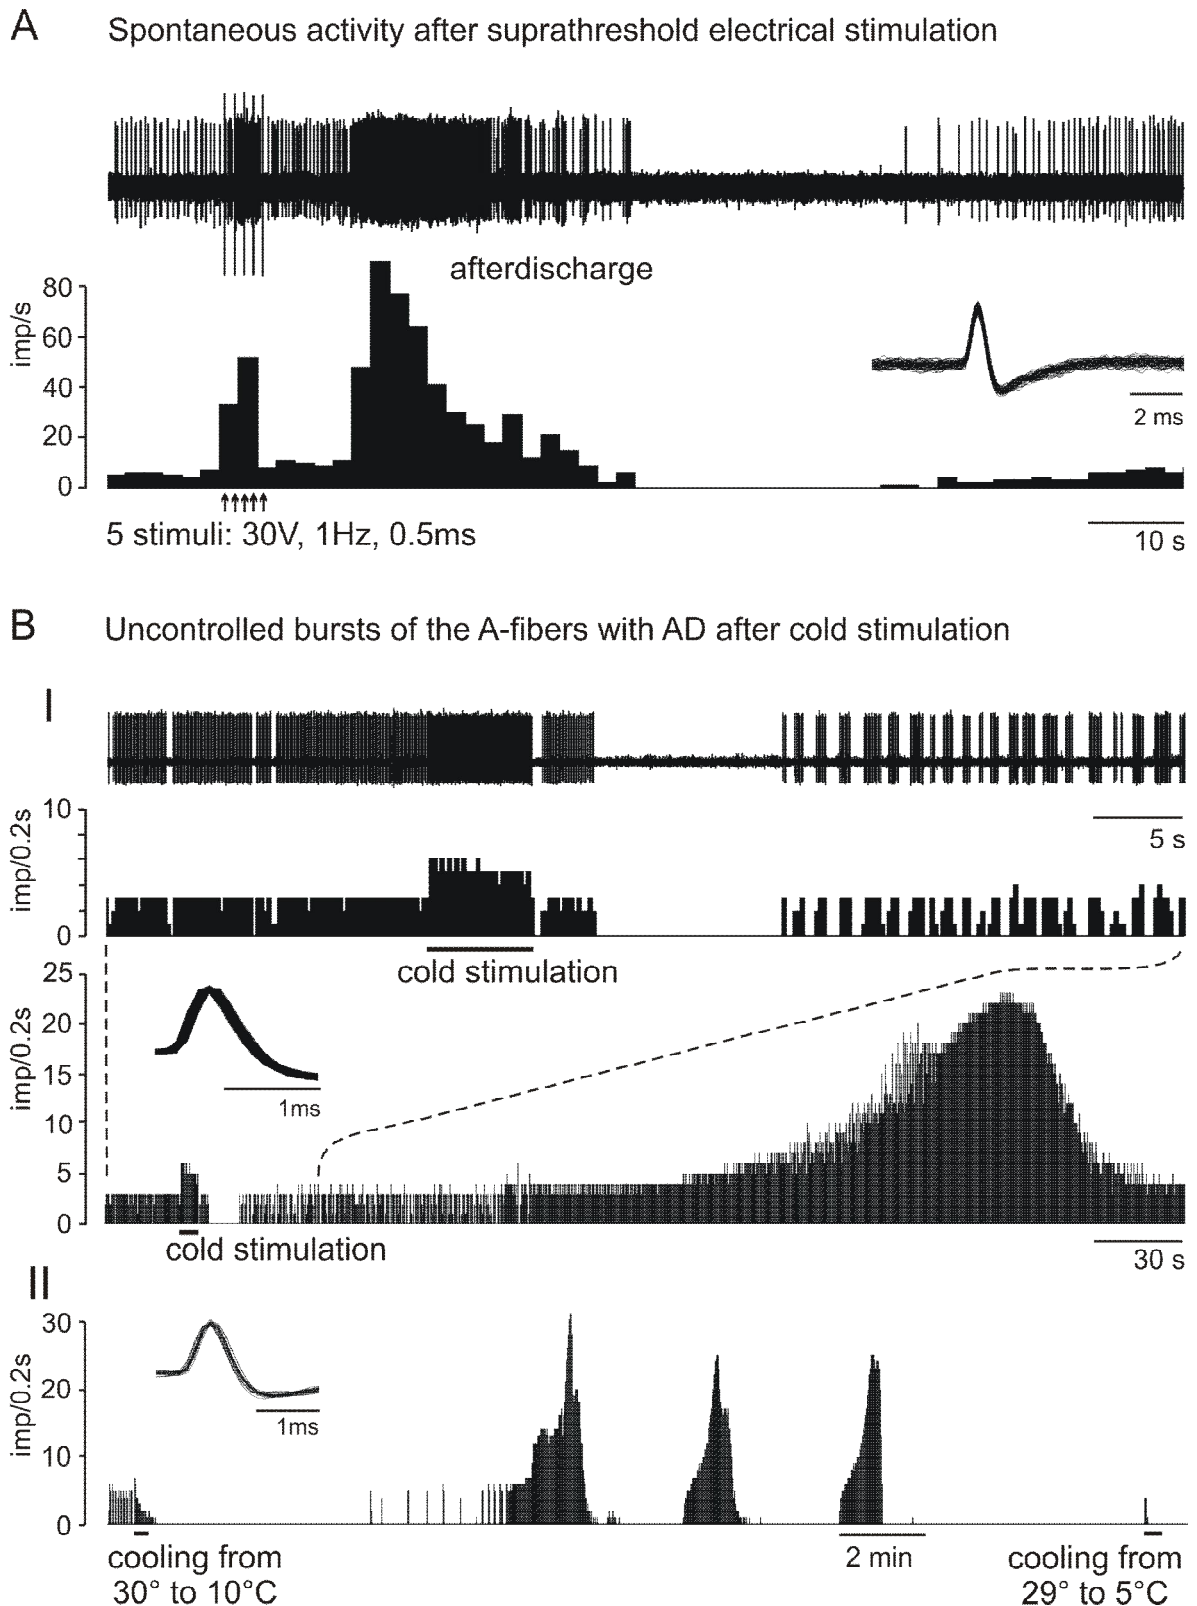 A
Spontaneous activity after suprathreshold electrical stimulation
afterdischarge
80
60
40
20
0
imp/s
2 ms
5 stimuli: 30V, 1Hz, 0.5ms
10 s
B
Uncontrolled bursts of the A-fibers with AD after cold stimulation
I
5 s
10
0
imp/0.2s
cold stimulation
25
20
15
10
5
0
imp/0.2s
1ms
cold stimulation
30 s
II
30
20
10
0
imp/0.2s
1ms
cooling from
30° to 10°C
2 min
cooling from
29° to 5°C